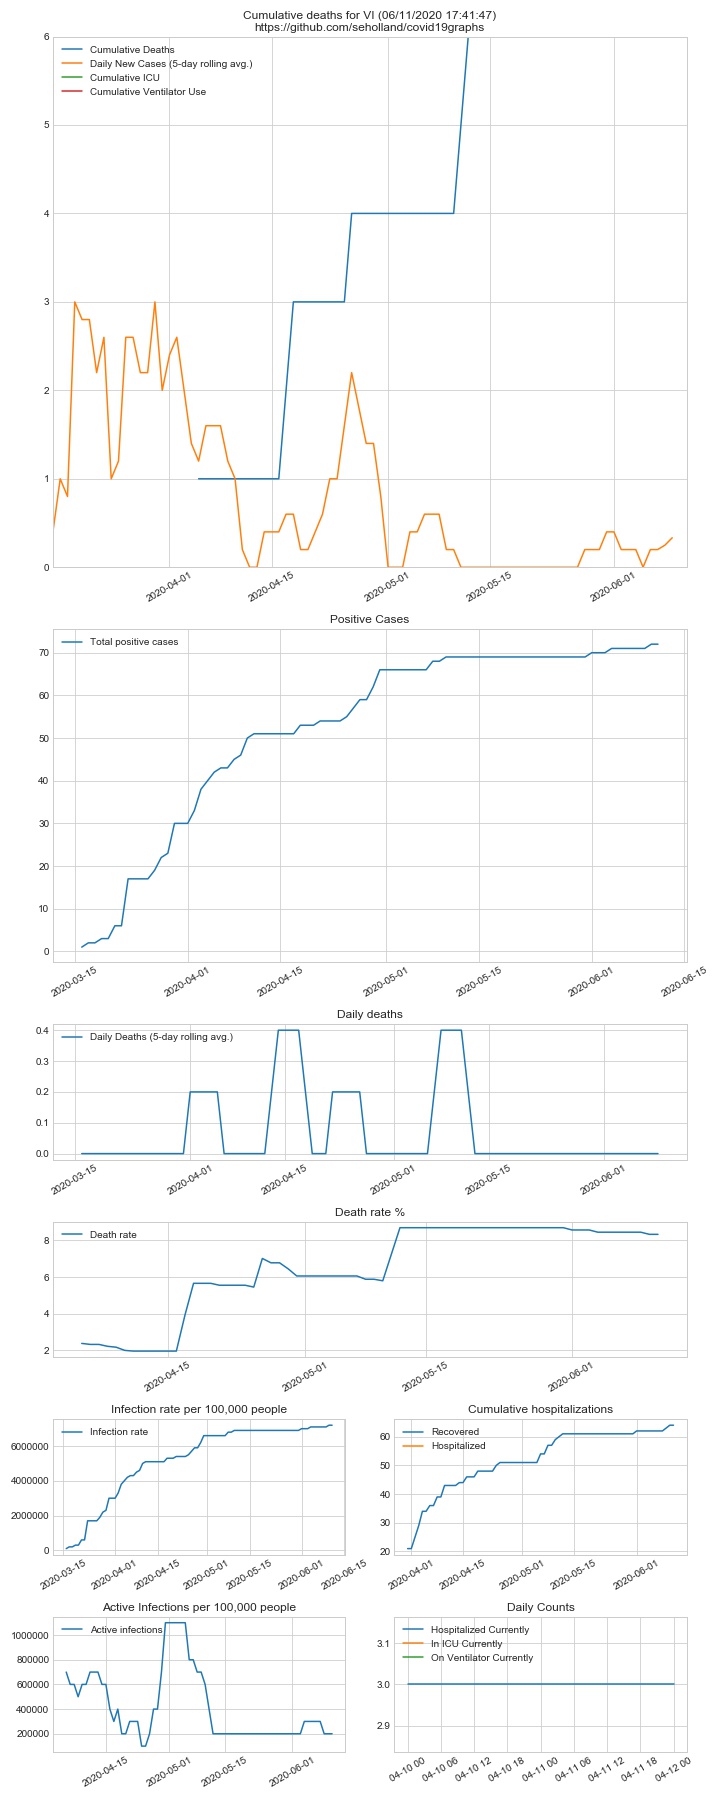 Cumulative deaths for VI (06/11/2020 17:41:47)
https://github.com/seholland/covid19graphs
Cumulative Deaths
Daily New Cases (5-day rolling avg.)
Cumulative ICU
Cumulative Ventilator Use
6
5
4
3
2
1
0
2020-04-01 2020-04-15 2020-05-01 2020-05-15 2020-06-01
Positive Cases
Total positive cases
70
60
50
40
30
20
10
0
2020-03-15 2020-04-01 2020-04-15 2020-05-01 2020-05-15 2020-06-01 2020-06-15
Daily deaths
Daily Deaths (5-day rolling avg.)
0.4
0.3
0.2
0.1
0.0
2020-03-15 2020-04-01 2020-04-15 2020-05-01 2020-05-15 2020-06-01
Death rate %
Death rate
8
6
4
2
2020-04-15 2020-05-01 2020-05-15 2020-06-01
Infection rate per 100,000 people
Infection rate
6000000
4000000
2000000
0
2020-03-15 2020-04-01 2020-04-15 2020-05-01 2020-05-15 2020-06-01 2020-06-15
Cumulative hospitalizations
Recovered
Hospitalized
60
50
40
30
20
2020-04-01 2020-04-15 2020-05-01 2020-05-15 2020-06-01
Active Infections per 100,000 people
Active infections
1000000
800000
600000
400000
200000
2020-04-15 2020-05-01 2020-05-15 2020-06-01
Daily Counts
Hospitalized Currently
In ICU Currently
On Ventilator Currently
3.1
3.0
2.9
04-10 00 04-10 06 04-10 12 04-10 18 04-11 00 04-11 06 04-11 12 04-11 18 04-12 00